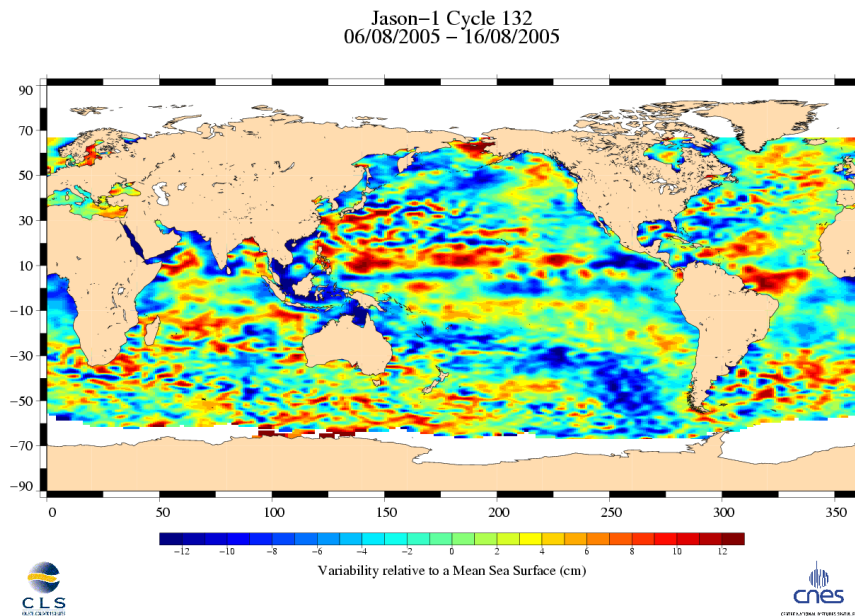 Jason-1 Cycle 132
06/08/2005 - 16/08/2005
90
70
50
30
10
-10
-30
-50
-70
-90
0 50 100 150 200 250 300 350
-12 -10 -8 -6 -4 -2 0 2 4 6 8 10 12
Variability relative to a Mean Sea Surface (cm)
CLS
cnes